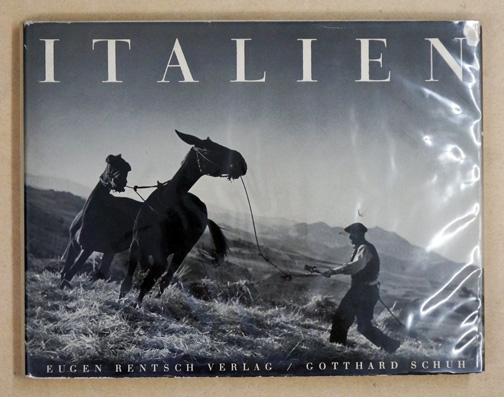 ITALIEN
EUGEN RENTSCH VERLAG / GOTTHARD SCHUH